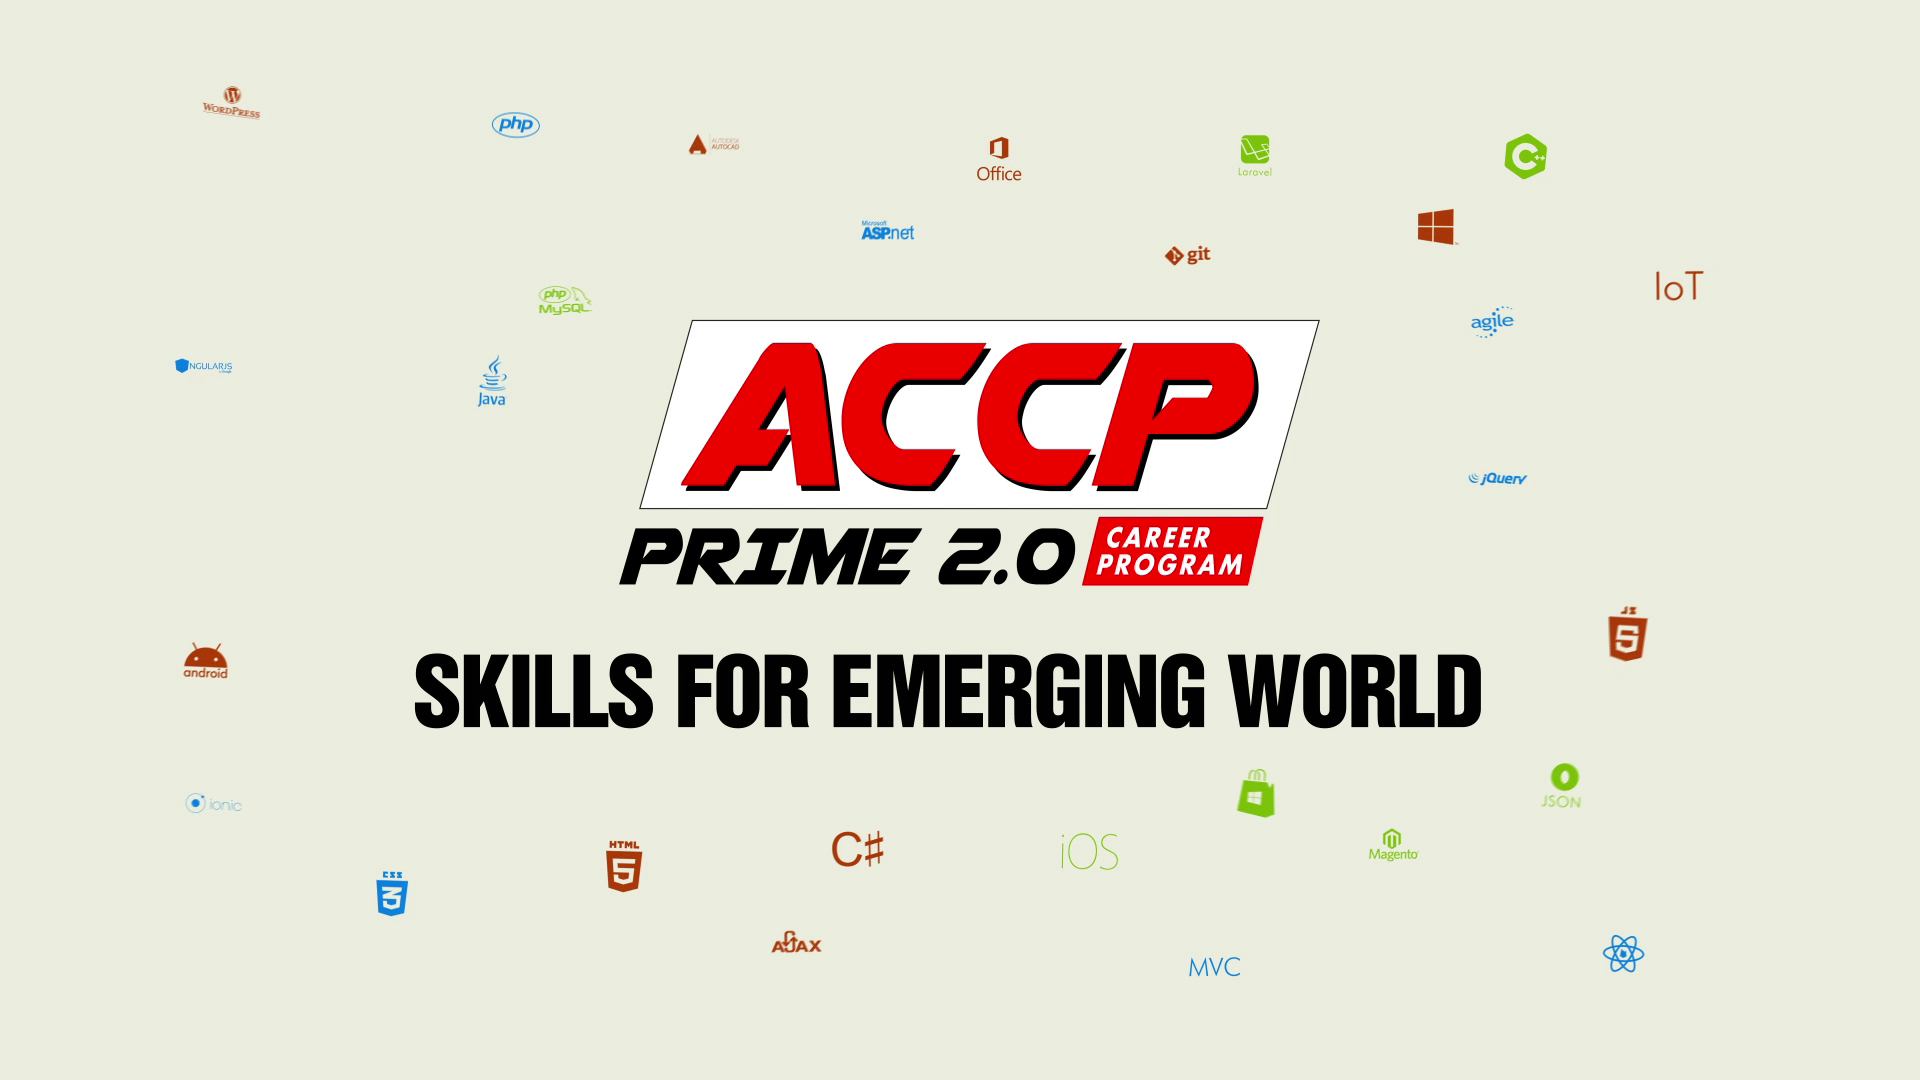 WORDPRESS
php
AUTODESK
AUTOCAD
Office
Laravel
C++
Microsoft
ASP.net
git
IoT
php
MySQL
agile
NGULARJS
Java
ACCP
jQuery
PRIME 2.0
CAREER
PROGRAM
JS
5
android
SKILLS FOR EMERGING WORLD
JSON
ionic
C#
iOS
Magento
HTML
5
CSS
3
AJAX
MVC